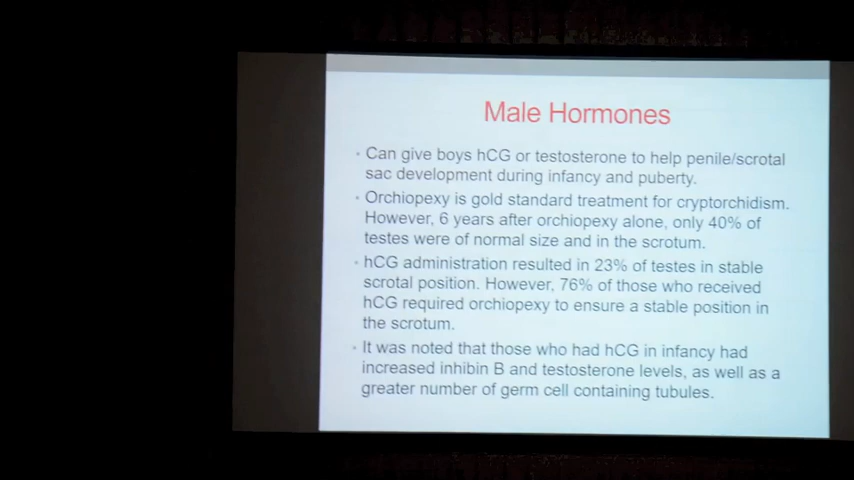 Male Hormones
• Can give boys hCG or testosterone to help penile/scrotal
sac development during infancy and puberty.
• Orchiopexy is gold standard treatment for cryptorchidism.
However, 6 years after orchiopexy alone, only 40% of
testes were of normal size and in the scrotum.
• hCG administration resulted in 23% of testes in stable
scrotal position. However, 76% of those who received
hCG required orchiopexy to ensure a stable position in
the scrotum.
• It was noted that those who had hCG in infancy had
increased inhibin B and testosterone levels, as well as a
greater number of germ cell containing tubules.